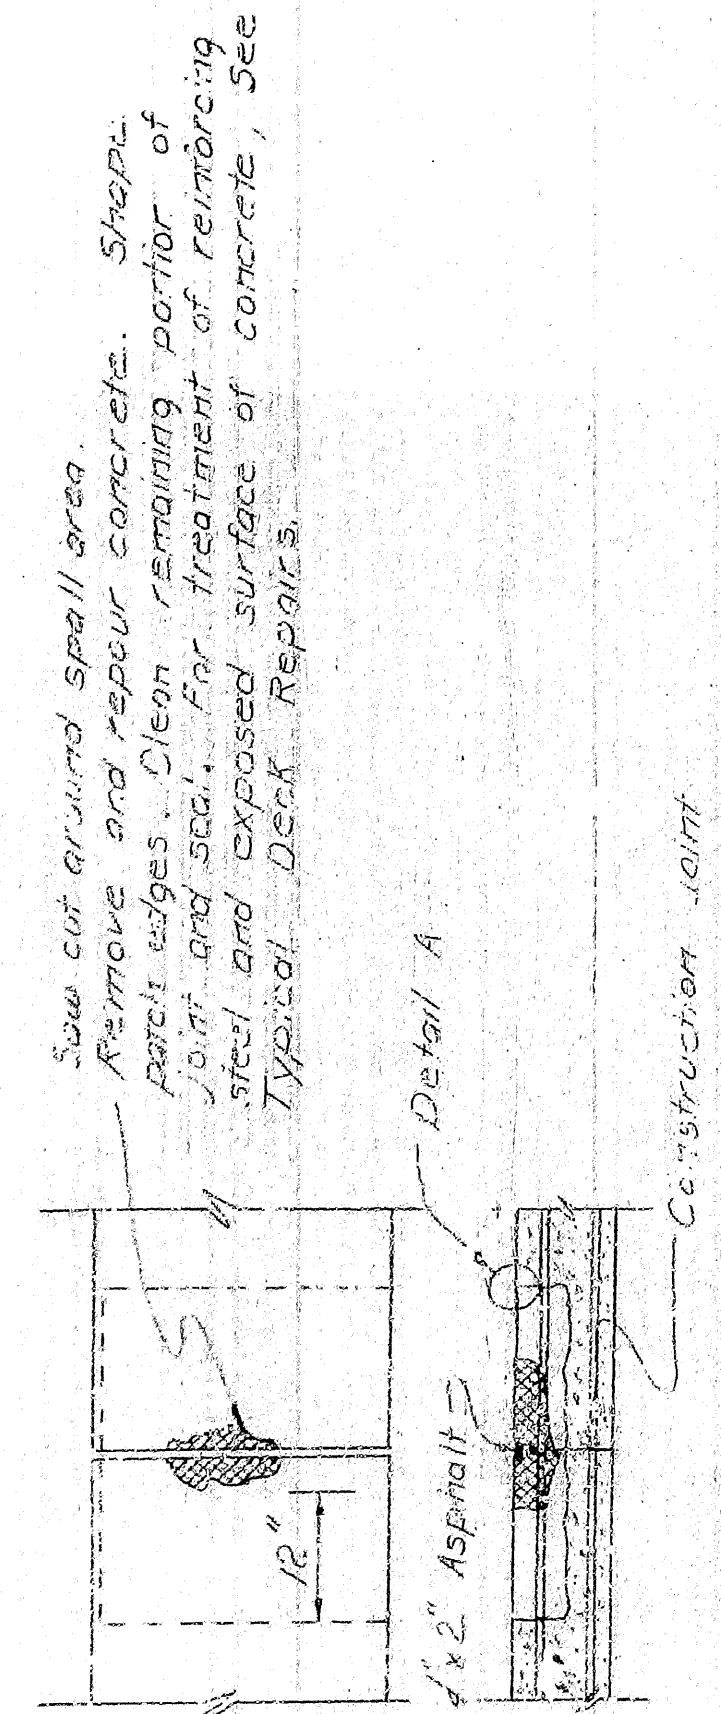 Saw cut around spall area.
Remove and repour concrete. Shape
patch edges. Clean remaining portion of
joint and seal. For treatment of reinforcing
steel and exposed surface of concrete, See
Typical Deck Repairs.
Detail A
12"
x 2" Asphalt
Construction Joint